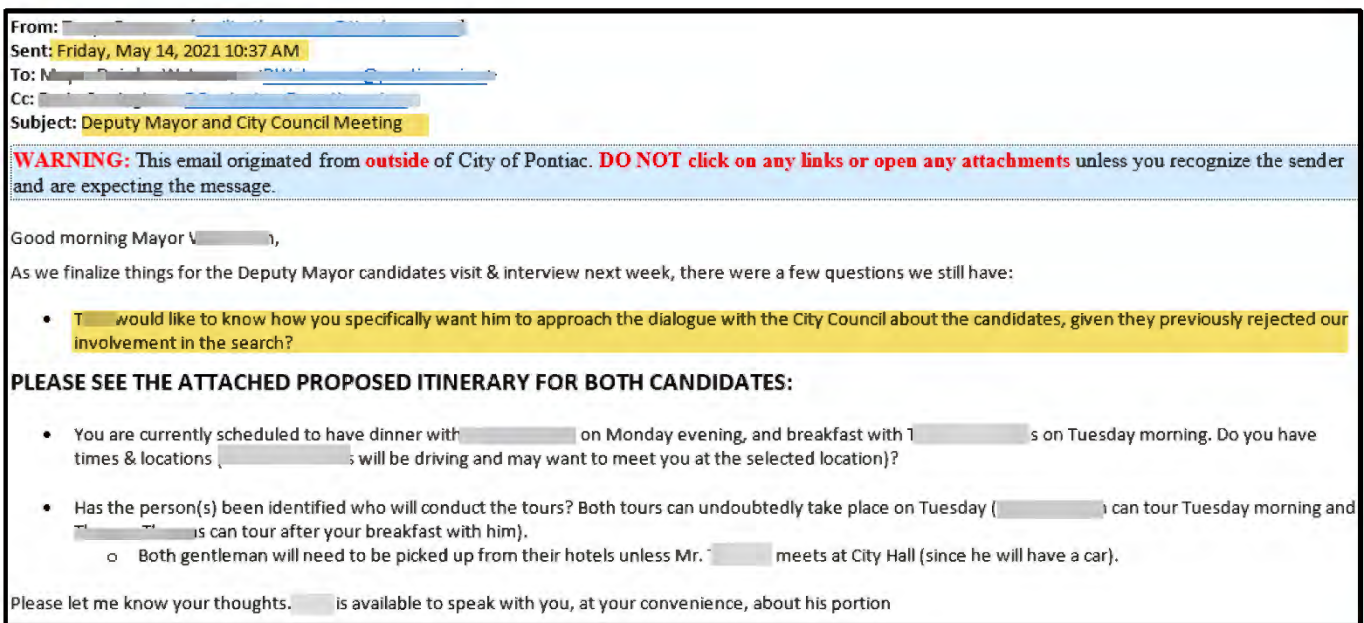 From:
Sent: Friday, May 14, 2021 10:37 AM
To:
Cc:
Subject: Deputy Mayor and City Council Meeting
WARNING: This email originated from outside of City of Pontiac. DO NOT click on any links or open any attachments unless you recognize the sender
and are expecting the message.
Good morning Mayor
As we finalize things for the Deputy Mayor candidates visit & interview next week, there were a few questions we still have:
• would like to know how you specifically want him to approach the dialogue with the City Council about the candidates, given they previously rejected our
involvement in the search?
PLEASE SEE THE ATTACHED PROPOSED ITINERARY FOR BOTH CANDIDATES:
• You are currently scheduled to have dinner with on Monday evening, and breakfast with on Tuesday morning. Do you have
times & locations ( will be driving and may want to meet you at the selected location)?
• Has the person(s) been identified who will conduct the tours? Both tours can undoubtedly take place on Tuesday ( can tour Tuesday morning and
can tour after your breakfast with him).
o Both gentleman will need to be picked up from their hotels unless Mr. meets at City Hall (since he will have a car).
Please let me know your thoughts. is available to speak with you, at your convenience, about his portion